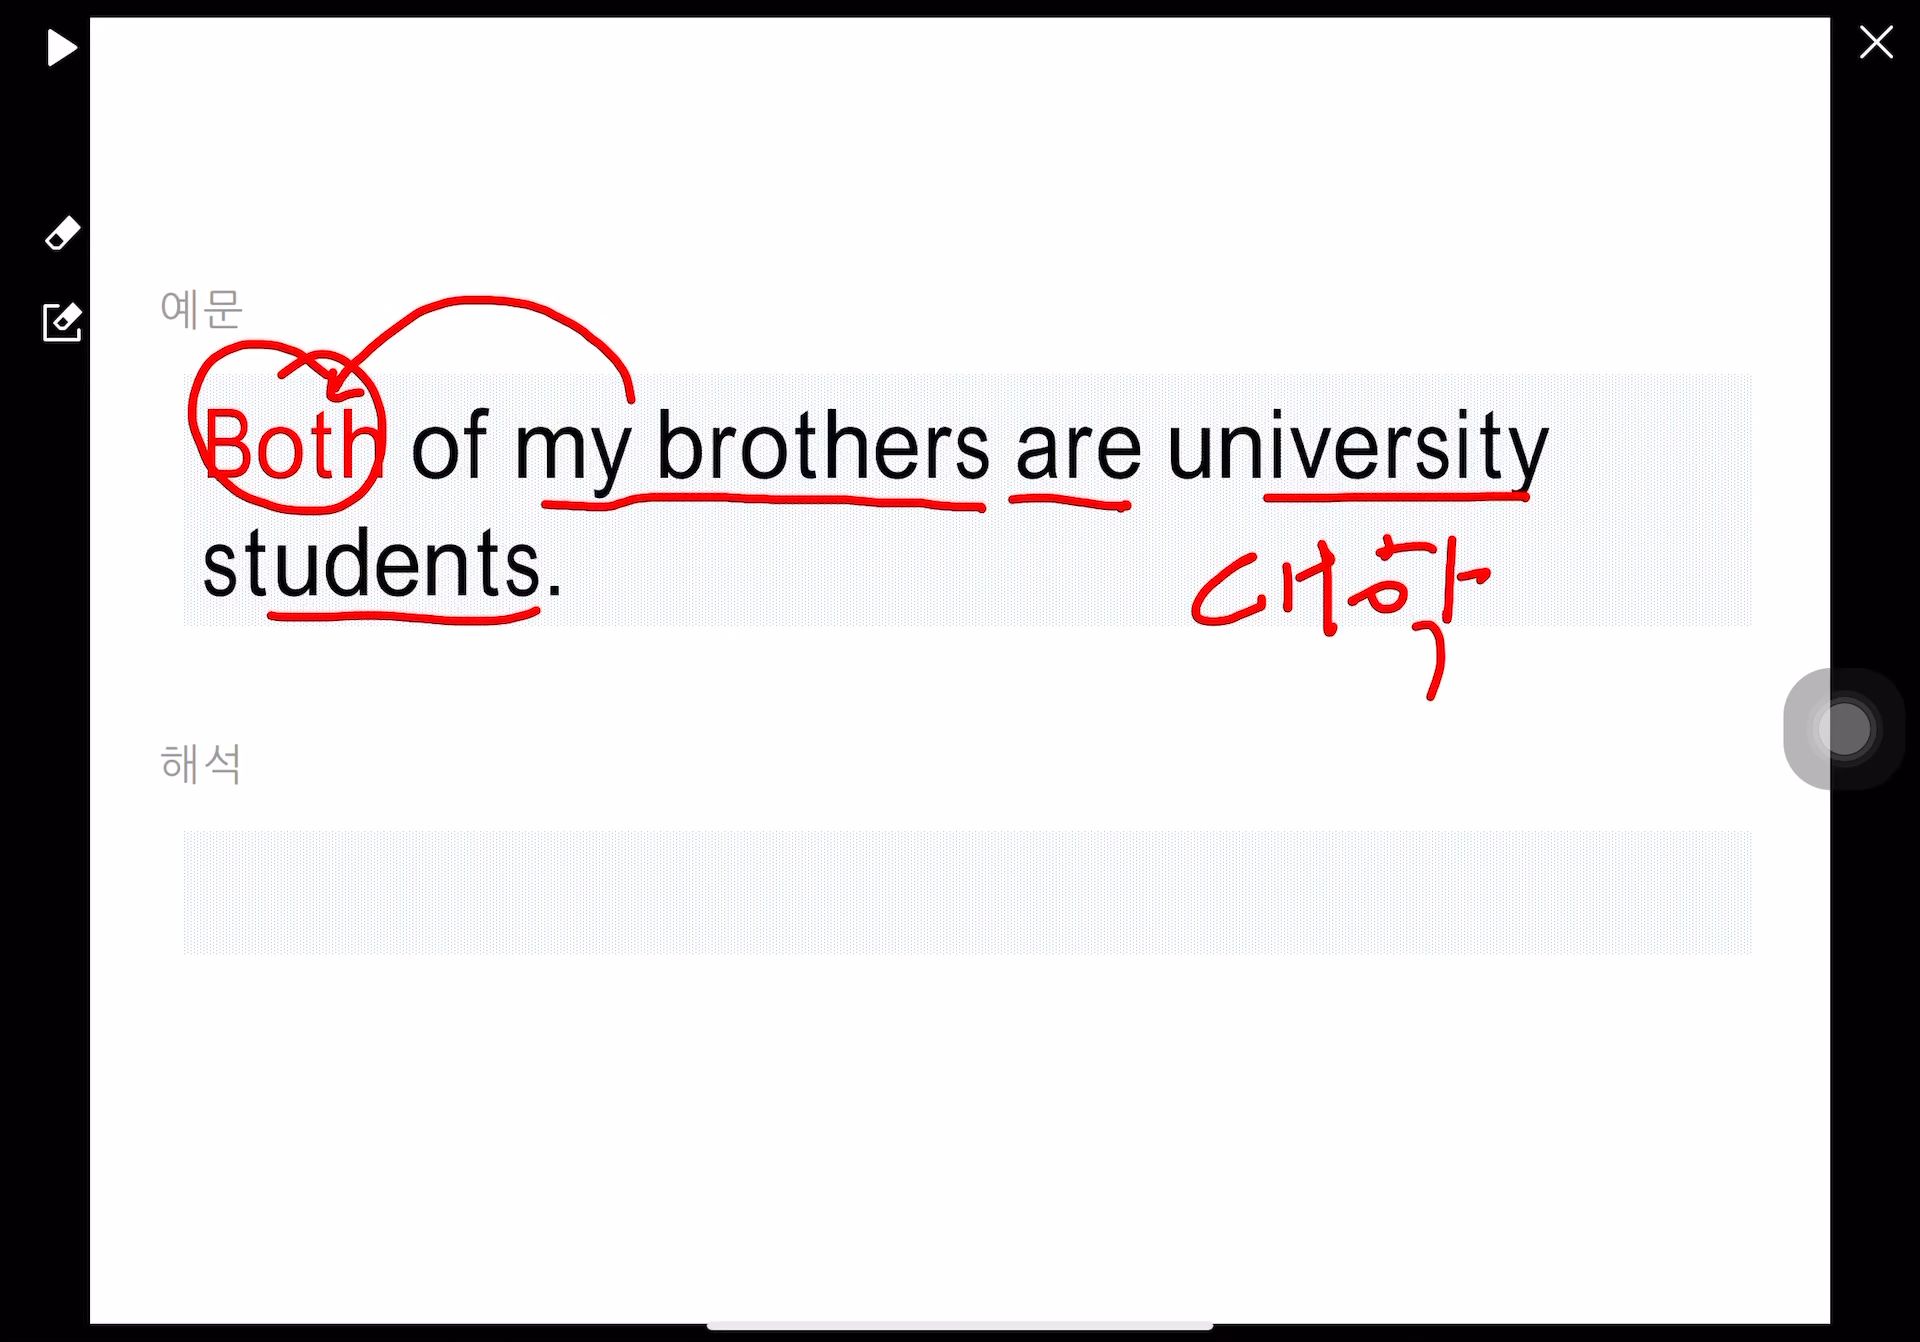 예문
Both of my brothers are university
students.
대학
해석